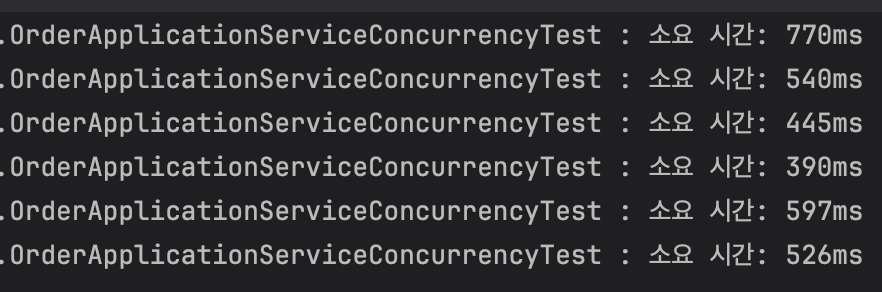 .OrderApplicationServiceConcurrencyTest : 소요 시간: 770ms
.OrderApplicationServiceConcurrencyTest : 소요 시간: 540ms
.OrderApplicationServiceConcurrencyTest : 소요 시간: 445ms
.OrderApplicationServiceConcurrencyTest : 소요 시간: 390ms
.OrderApplicationServiceConcurrencyTest : 소요 시간: 597ms
.OrderApplicationServiceConcurrencyTest : 소요 시간: 526ms